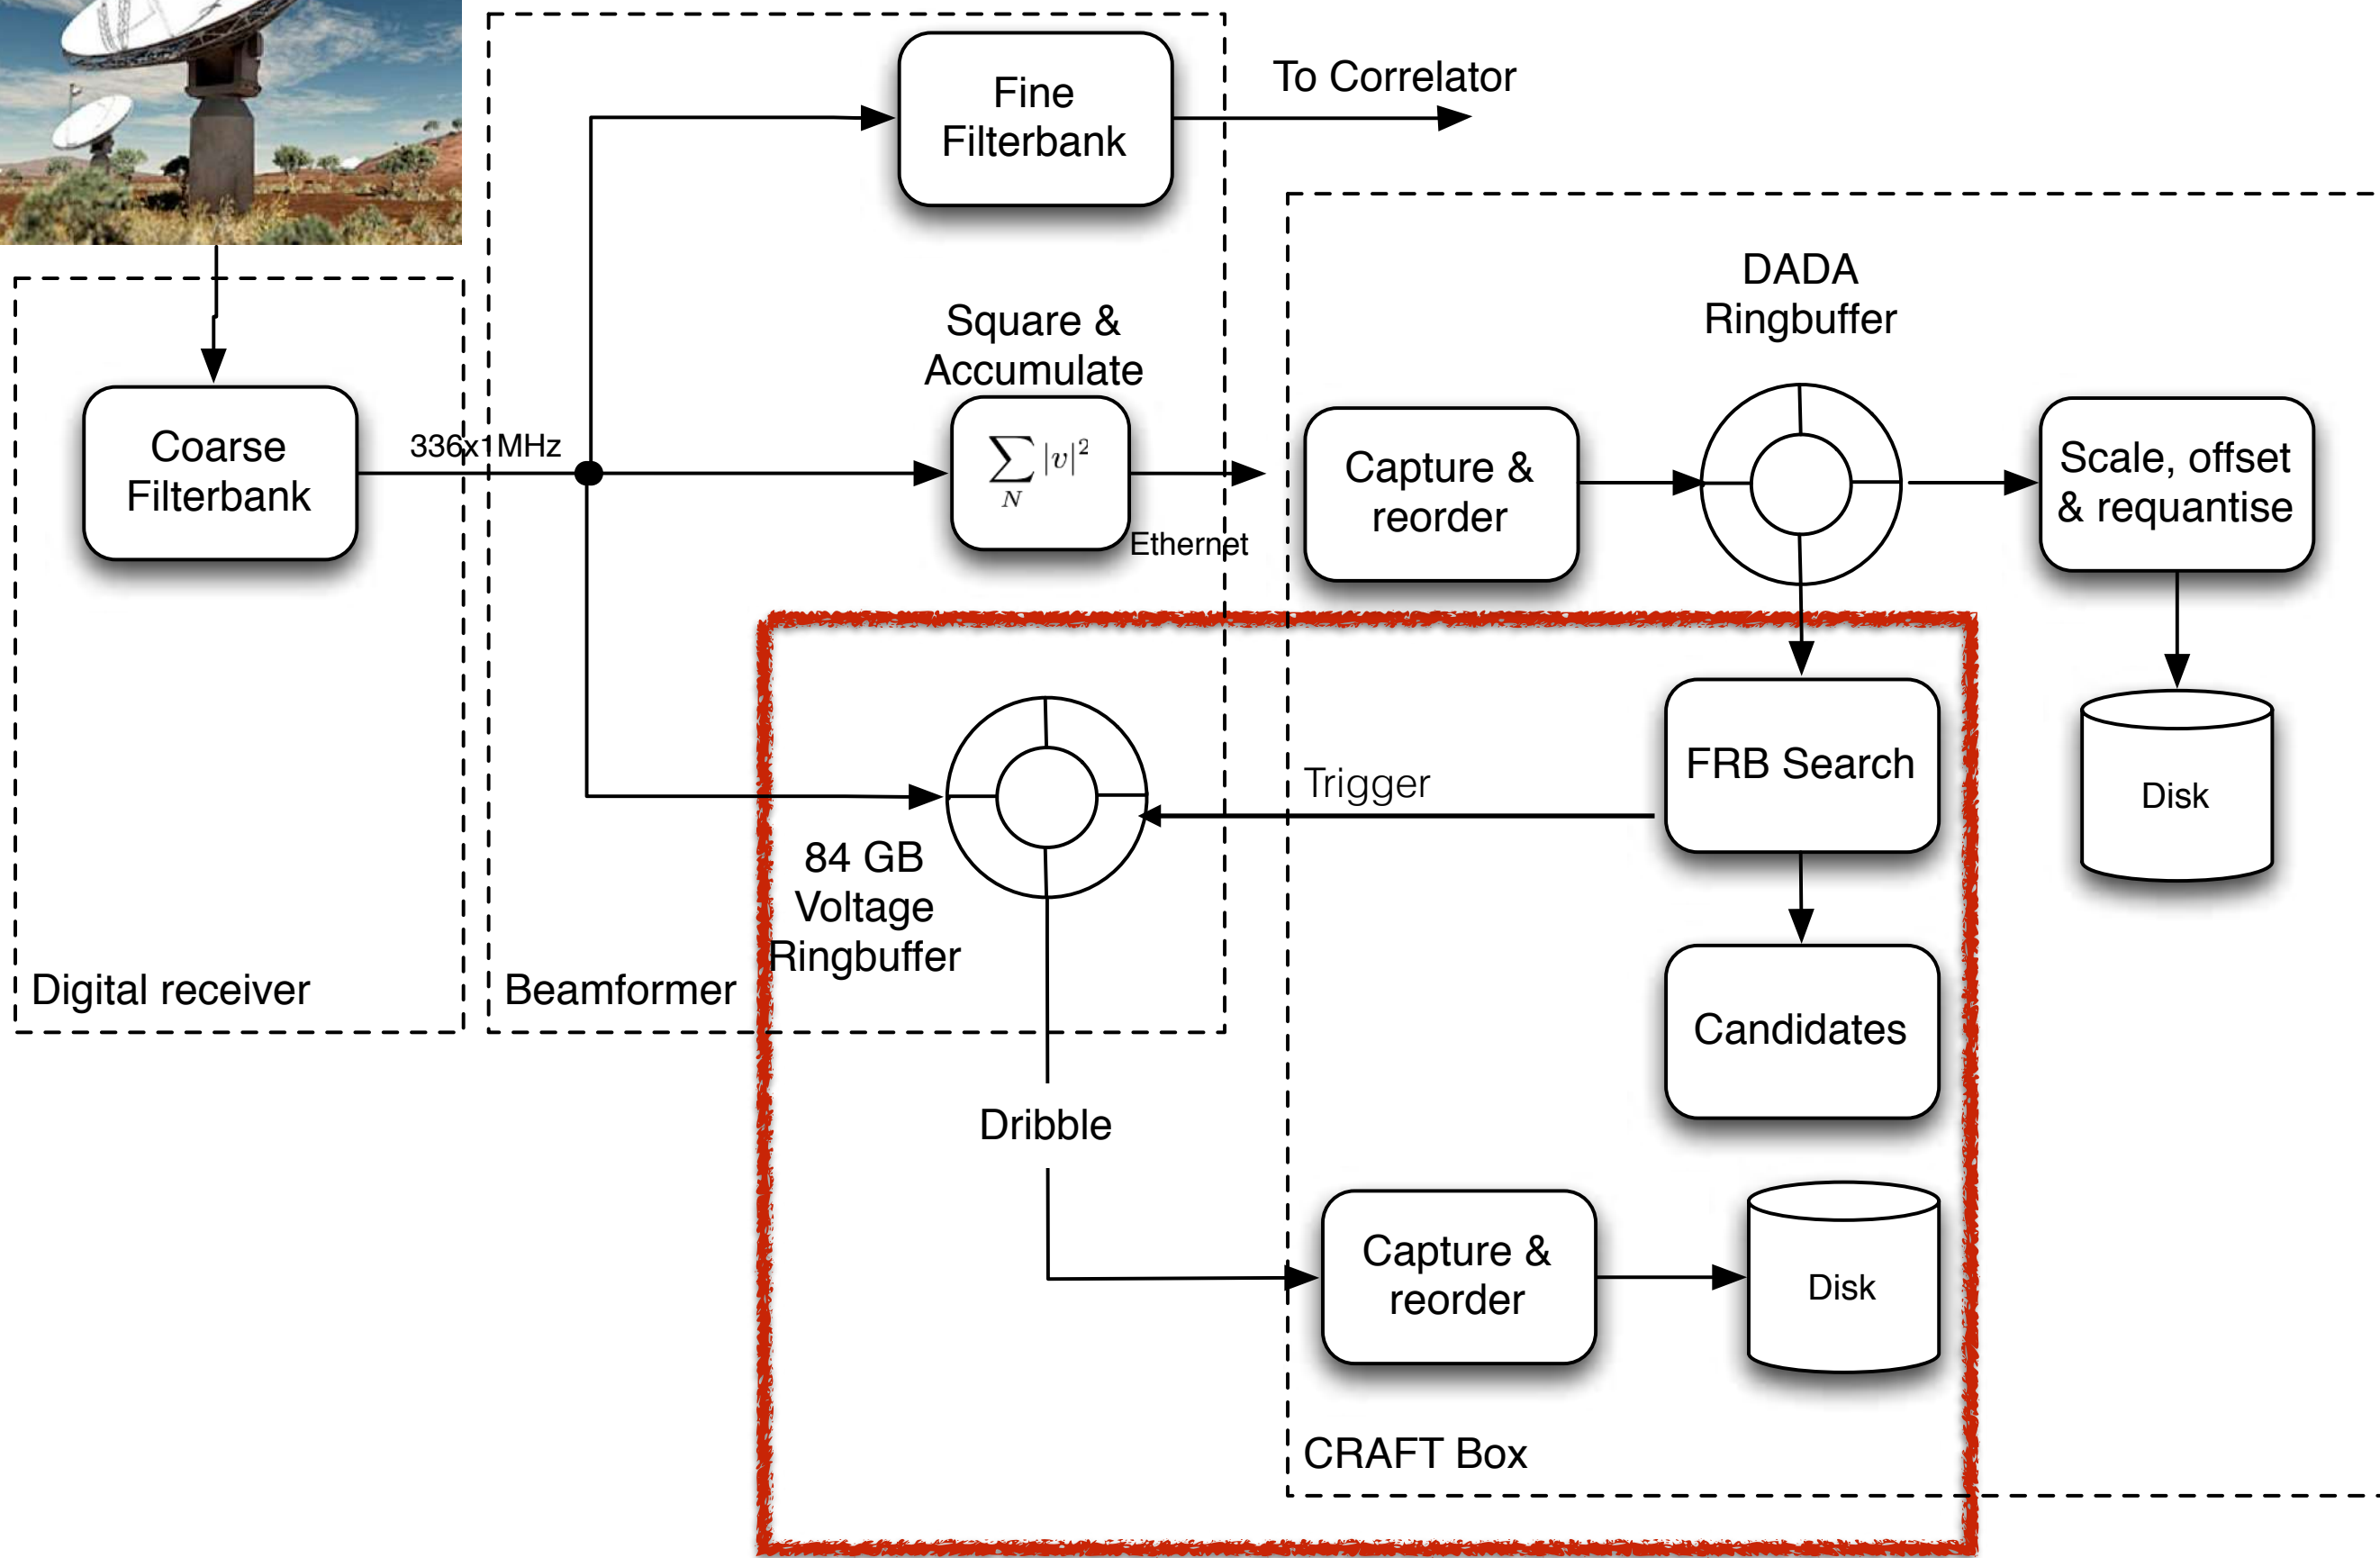 Fine
Filterbank
To Correlator
DADA
Ringbuffer
Square &
Accumulate
Coarse
Filterbank
336x1MHz
∑ |v|²
N
Ethernet
Capture &
reorder
Scale, offset
& requantise
FRB Search
Trigger
Disk
84 GB
Voltage
Ringbuffer
Digital receiver
Beamformer
Candidates
Dribble
Capture &
reorder
Disk
CRAFT Box